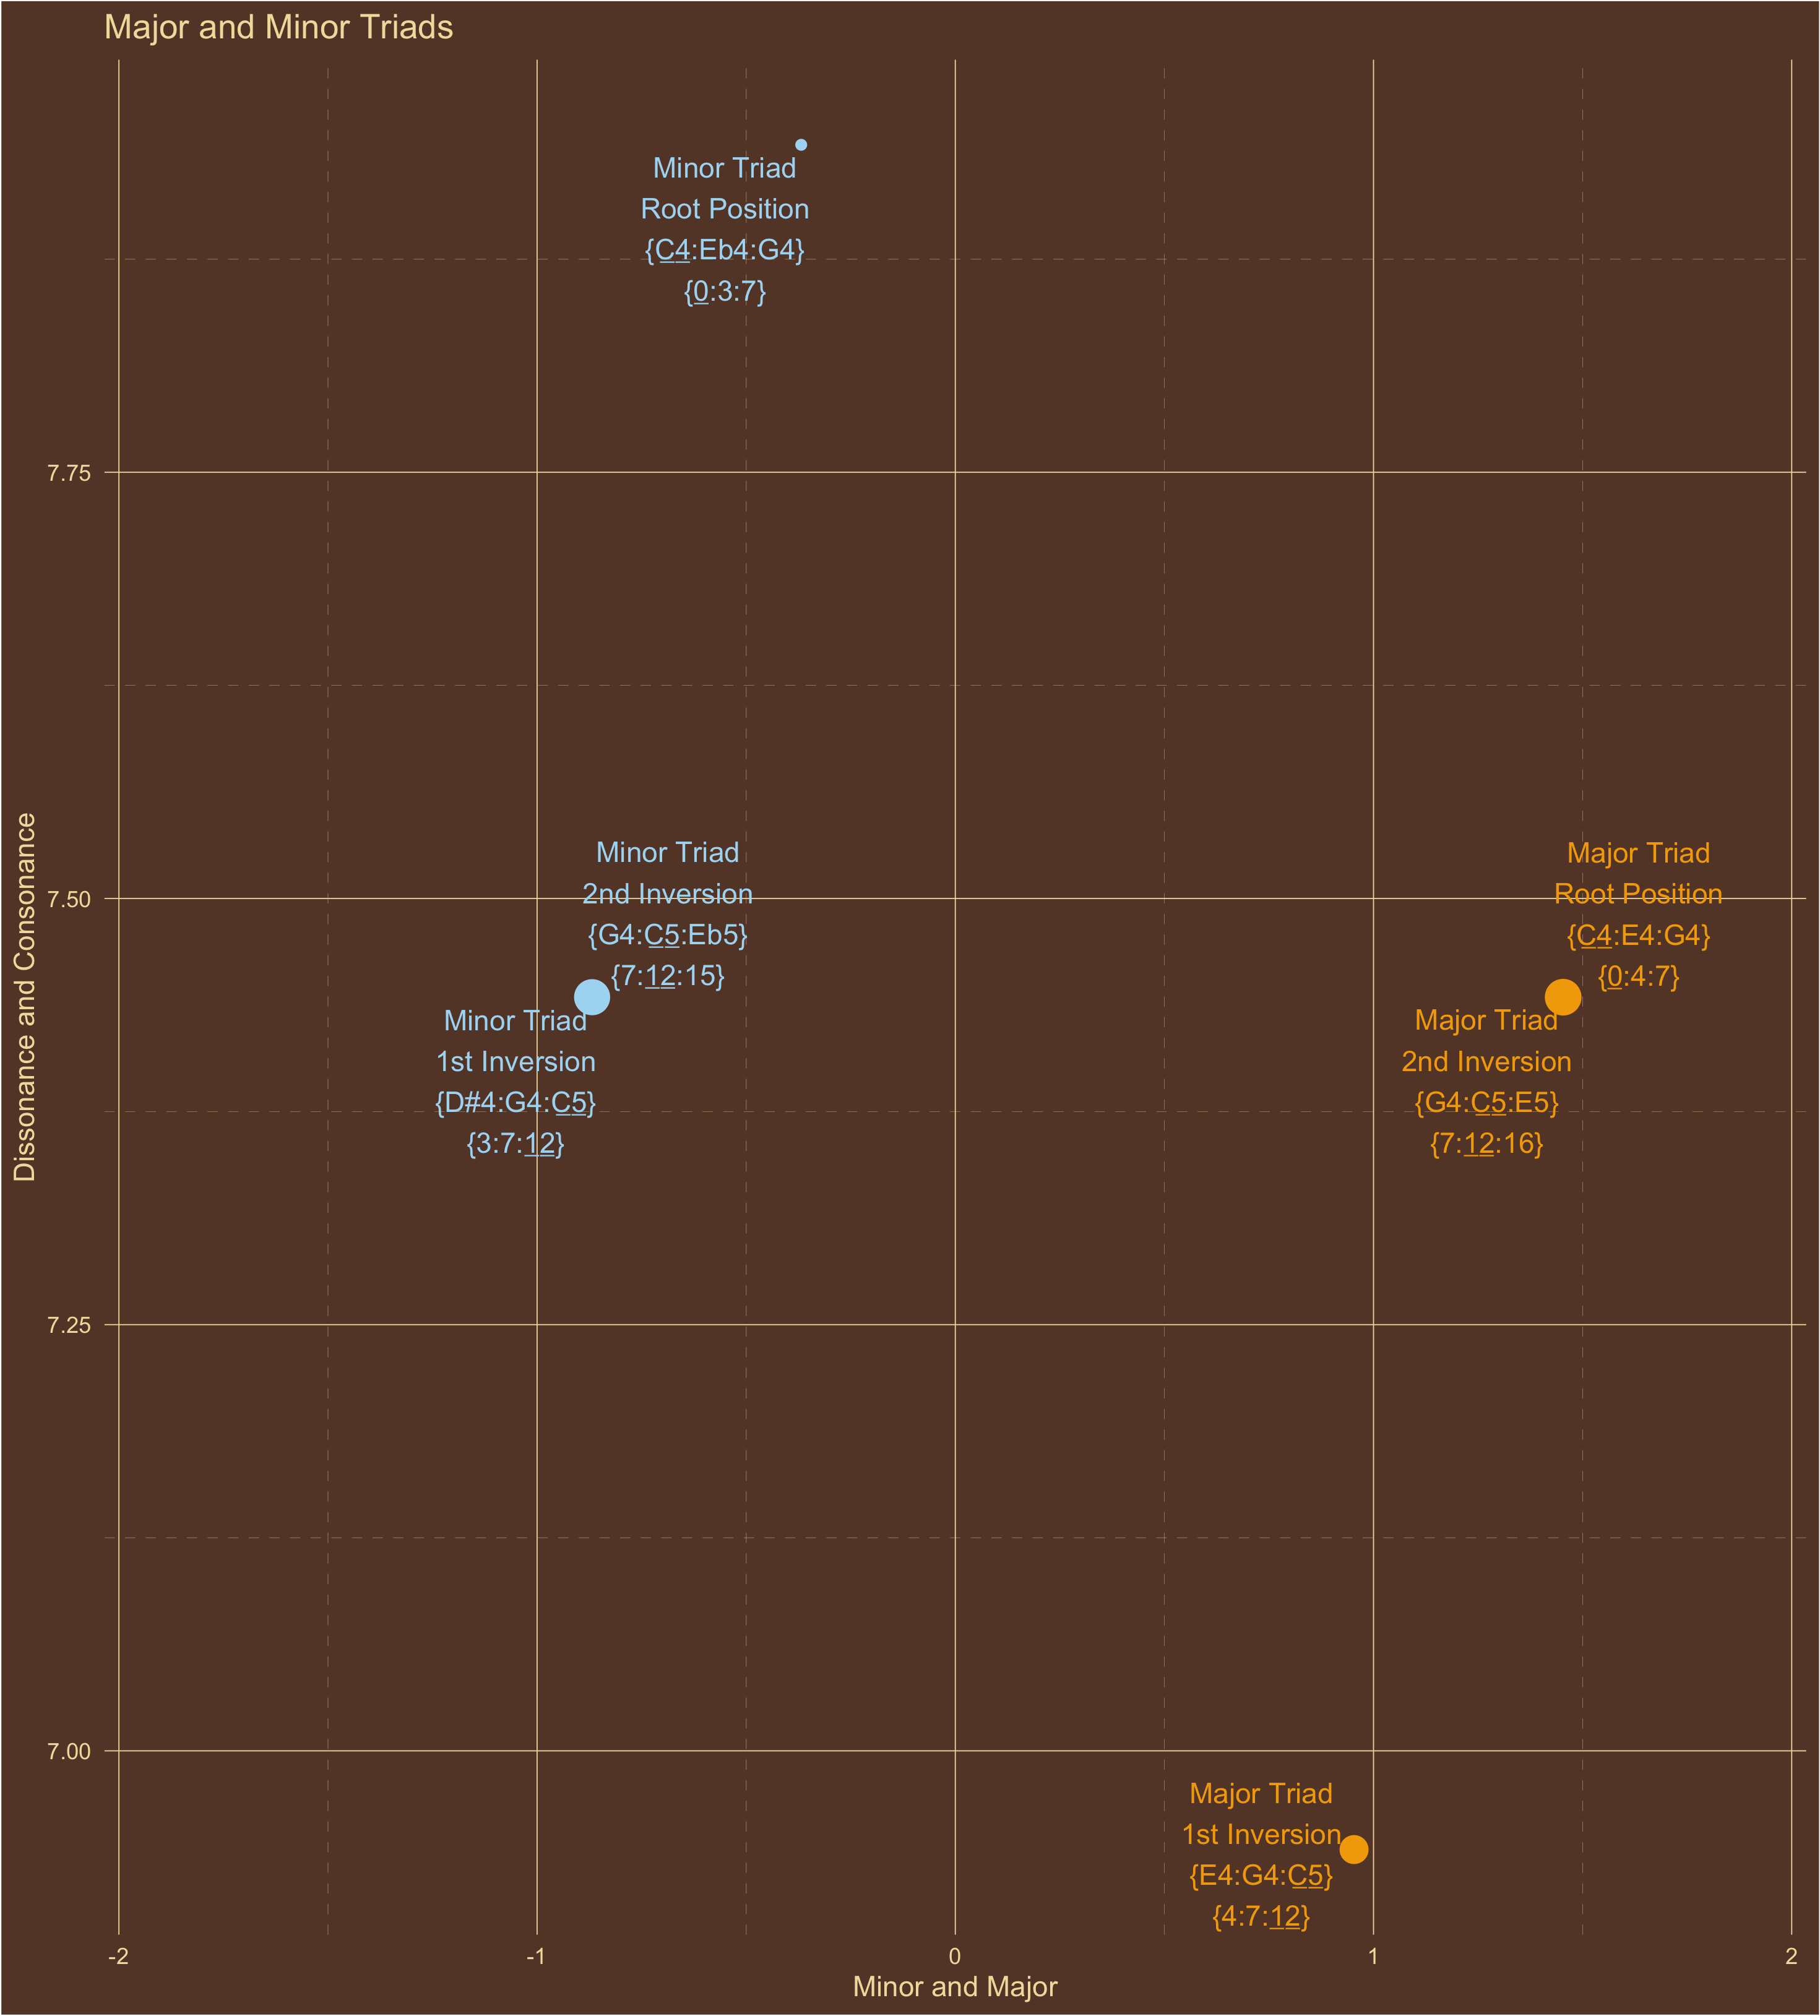 Major and Minor Triads
Minor Triad
Root Position
{C4:Eb4:G4}
{0:3:7}
7.75
Minor Triad
2nd Inversion
{G4:C5:Eb5}
{7:12:15}
Major Triad
Root Position
{C4:E4:G4}
{0:4:7}
7.50
Minor Triad
1st Inversion
{D#4:G4:C5}
{3:7:12}
Major Triad
2nd Inversion
{G4:C5:E5}
{7:12:16}
Dissonance and Consonance
7.25
7.00
Major Triad
1st Inversion
{E4:G4:C5}
{4:7:12}
-2 -1 0 1 2
Minor and Major